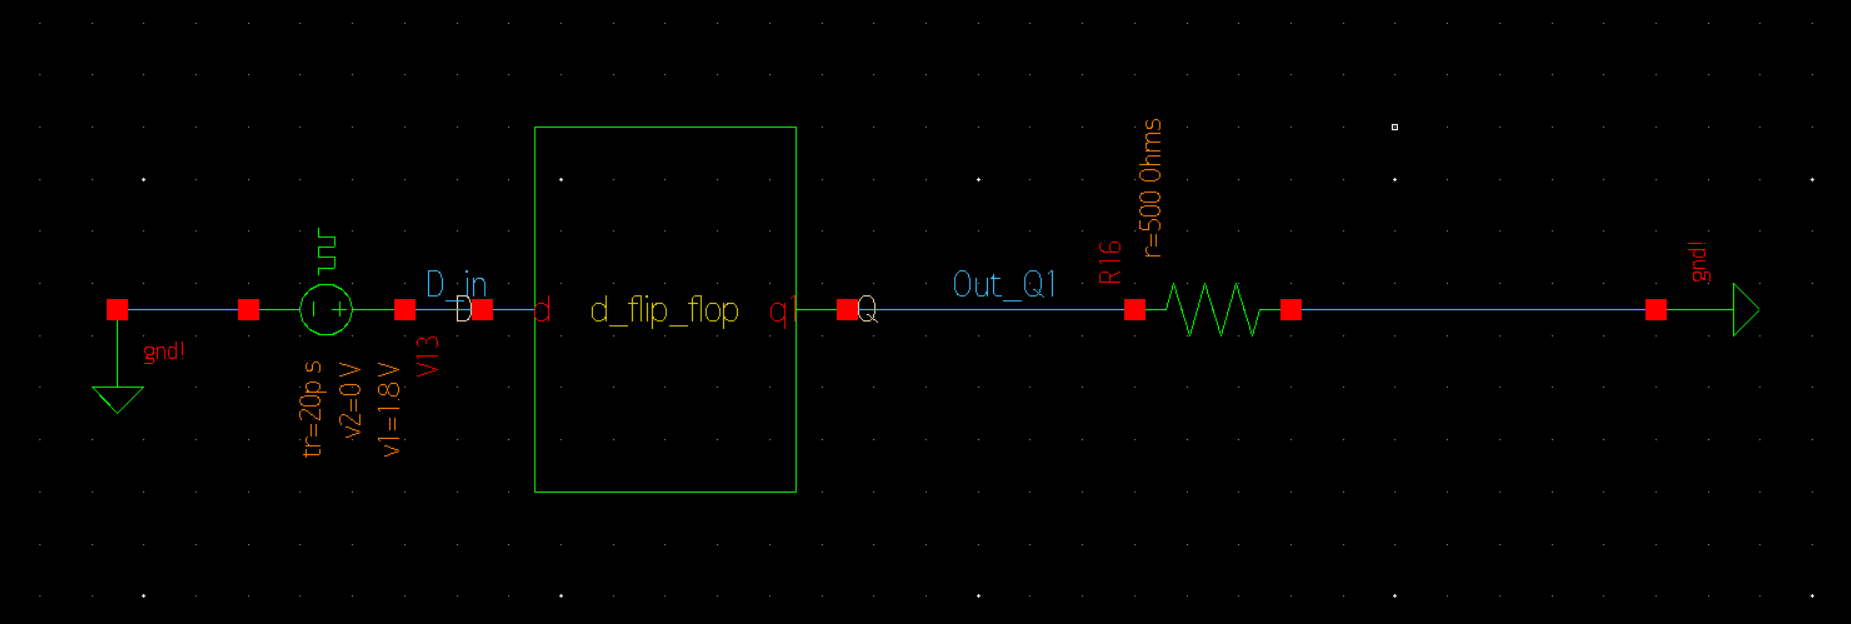 gnd!
tr=20p s
v2=0 V
v1=1.8 V
V13
D_in
D
d
d_flip_flop
q1
Q
Out_Q1
R16
r=500 Ohms
gnd!